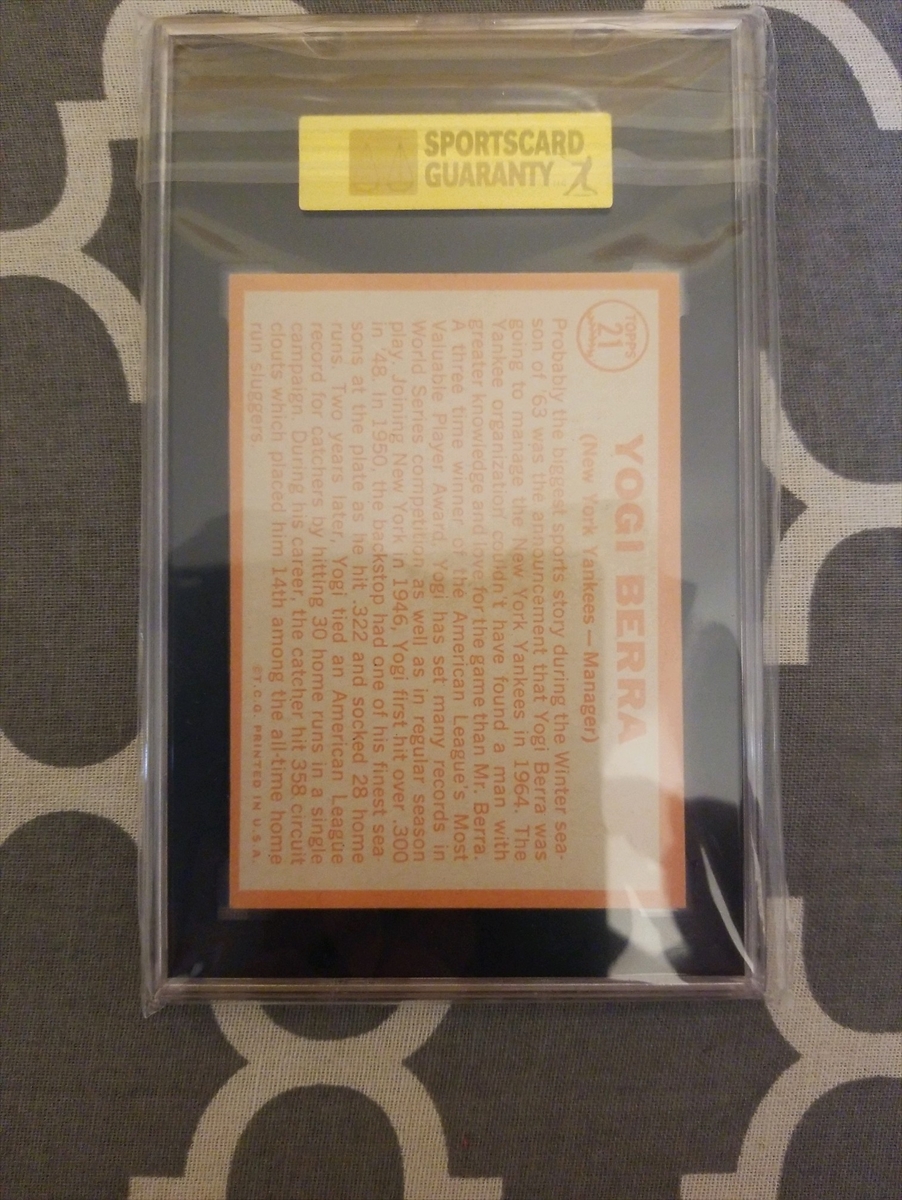 SPORTSCARD
GUARANTY
TOPPS
21
YOGI BERRA
(New York Yankees — Manager)
Probably the biggest sports story during the Winter sea-
son of '63 was the announcement that Yogi Berra was
going to manage the New York Yankees in 1964. The
Yankee organization couldn't have found a man with
greater knowledge and love for the game than Mr. Berra.
A three time winner of the American League's Most
Valuable Player Award, Yogi has set many records in
World Series competition as well as in regular season
play. Joining New York in 1946, Yogi first hit over .300
in '48. In 1950, the backstop had one of his finest sea-
sons at the plate as he hit .322 and socked 28 home
runs. Two years later, Yogi tied an American League
record for catchers by hitting 30 home runs in a single
campaign. During his career, the catcher hit 358 circuit
clouts which placed him 14th among the all-time home
run sluggers.
©T.C.G. PRINTED IN U.S.A.